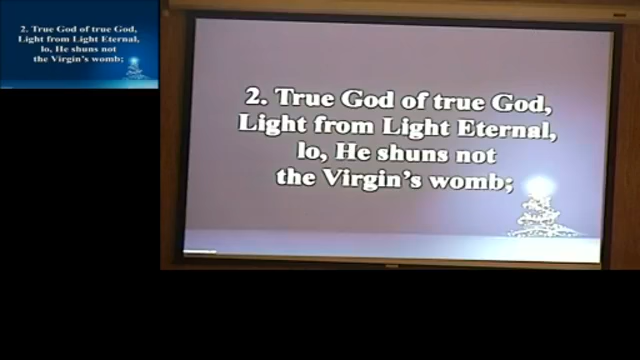 2. True God of true God,
Light from Light Eternal,
lo, He shuns not
the Virgin's womb;
2. True God of true God,
Light from Light Eternal,
lo, He shuns not
the Virgin's womb;